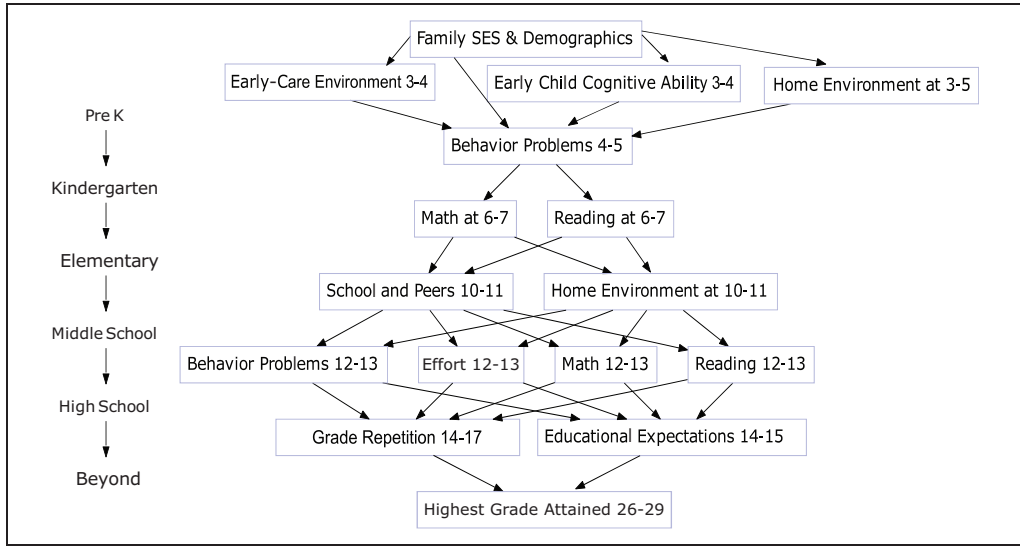 Family SES & Demographics
Early-Care Environment 3-4
Early Child Cognitive Ability 3-4
Home Environment at 3-5
Pre K
Behavior Problems 4-5
Kindergarten
Math at 6-7
Reading at 6-7
Elementary
School and Peers 10-11
Home Environment at 10-11
Middle School
Behavior Problems 12-13
Effort 12-13
Math 12-13
Reading 12-13
High School
Grade Repetition 14-17
Educational Expectations 14-15
Beyond
Highest Grade Attained 26-29